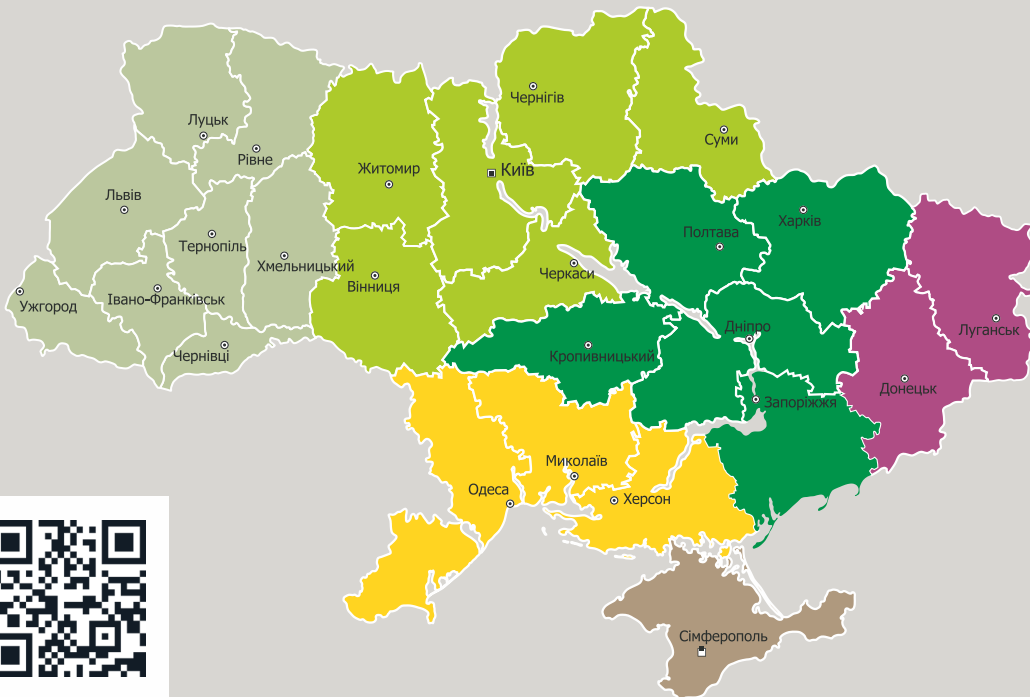 Чернігів
Луцьк
Суми
Рівне
Житомир
Київ
Львів
Харків
Полтава
Тернопіль
Хмельницький
Черкаси
Вінниця
Івано-Франківськ
Ужгород
Дніпро
Луганськ
Чернівці
Кропивницький
Донецьк
Запоріжжя
Миколаїв
Одеса
Херсон
Сімферополь